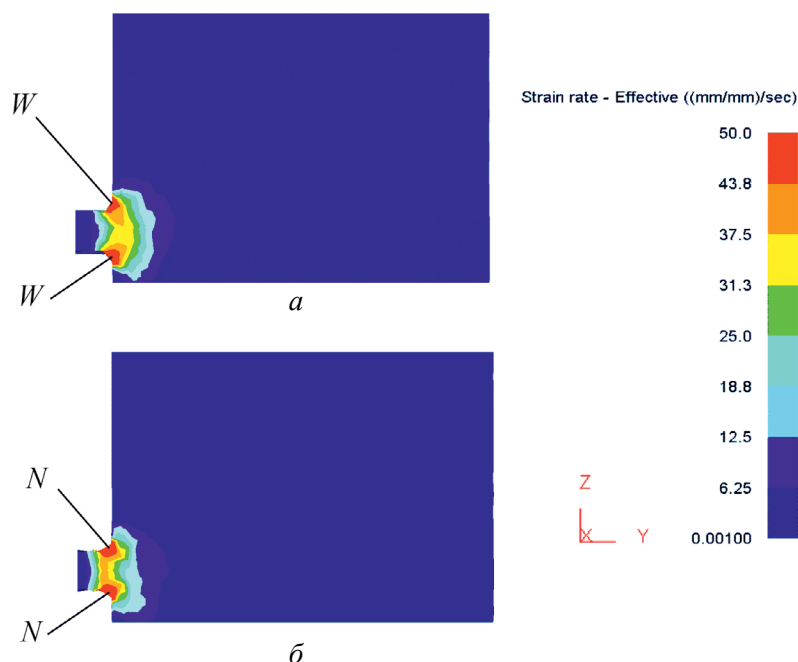 W
W
а
N
N
б
Strain rate - Effective ((mm/mm)/sec)
50.0
43.8
37.5
31.3
25.0
18.8
12.5
6.25
0.00100
Z
X Y